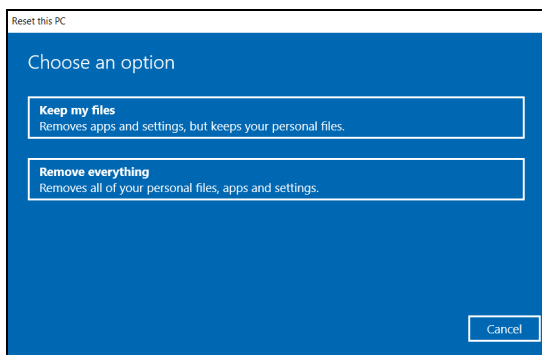 Reset this PC
Choose an option
Keep my files
Removes apps and settings, but keeps your personal files.
Remove everything
Removes all of your personal files, apps and settings.
Cancel